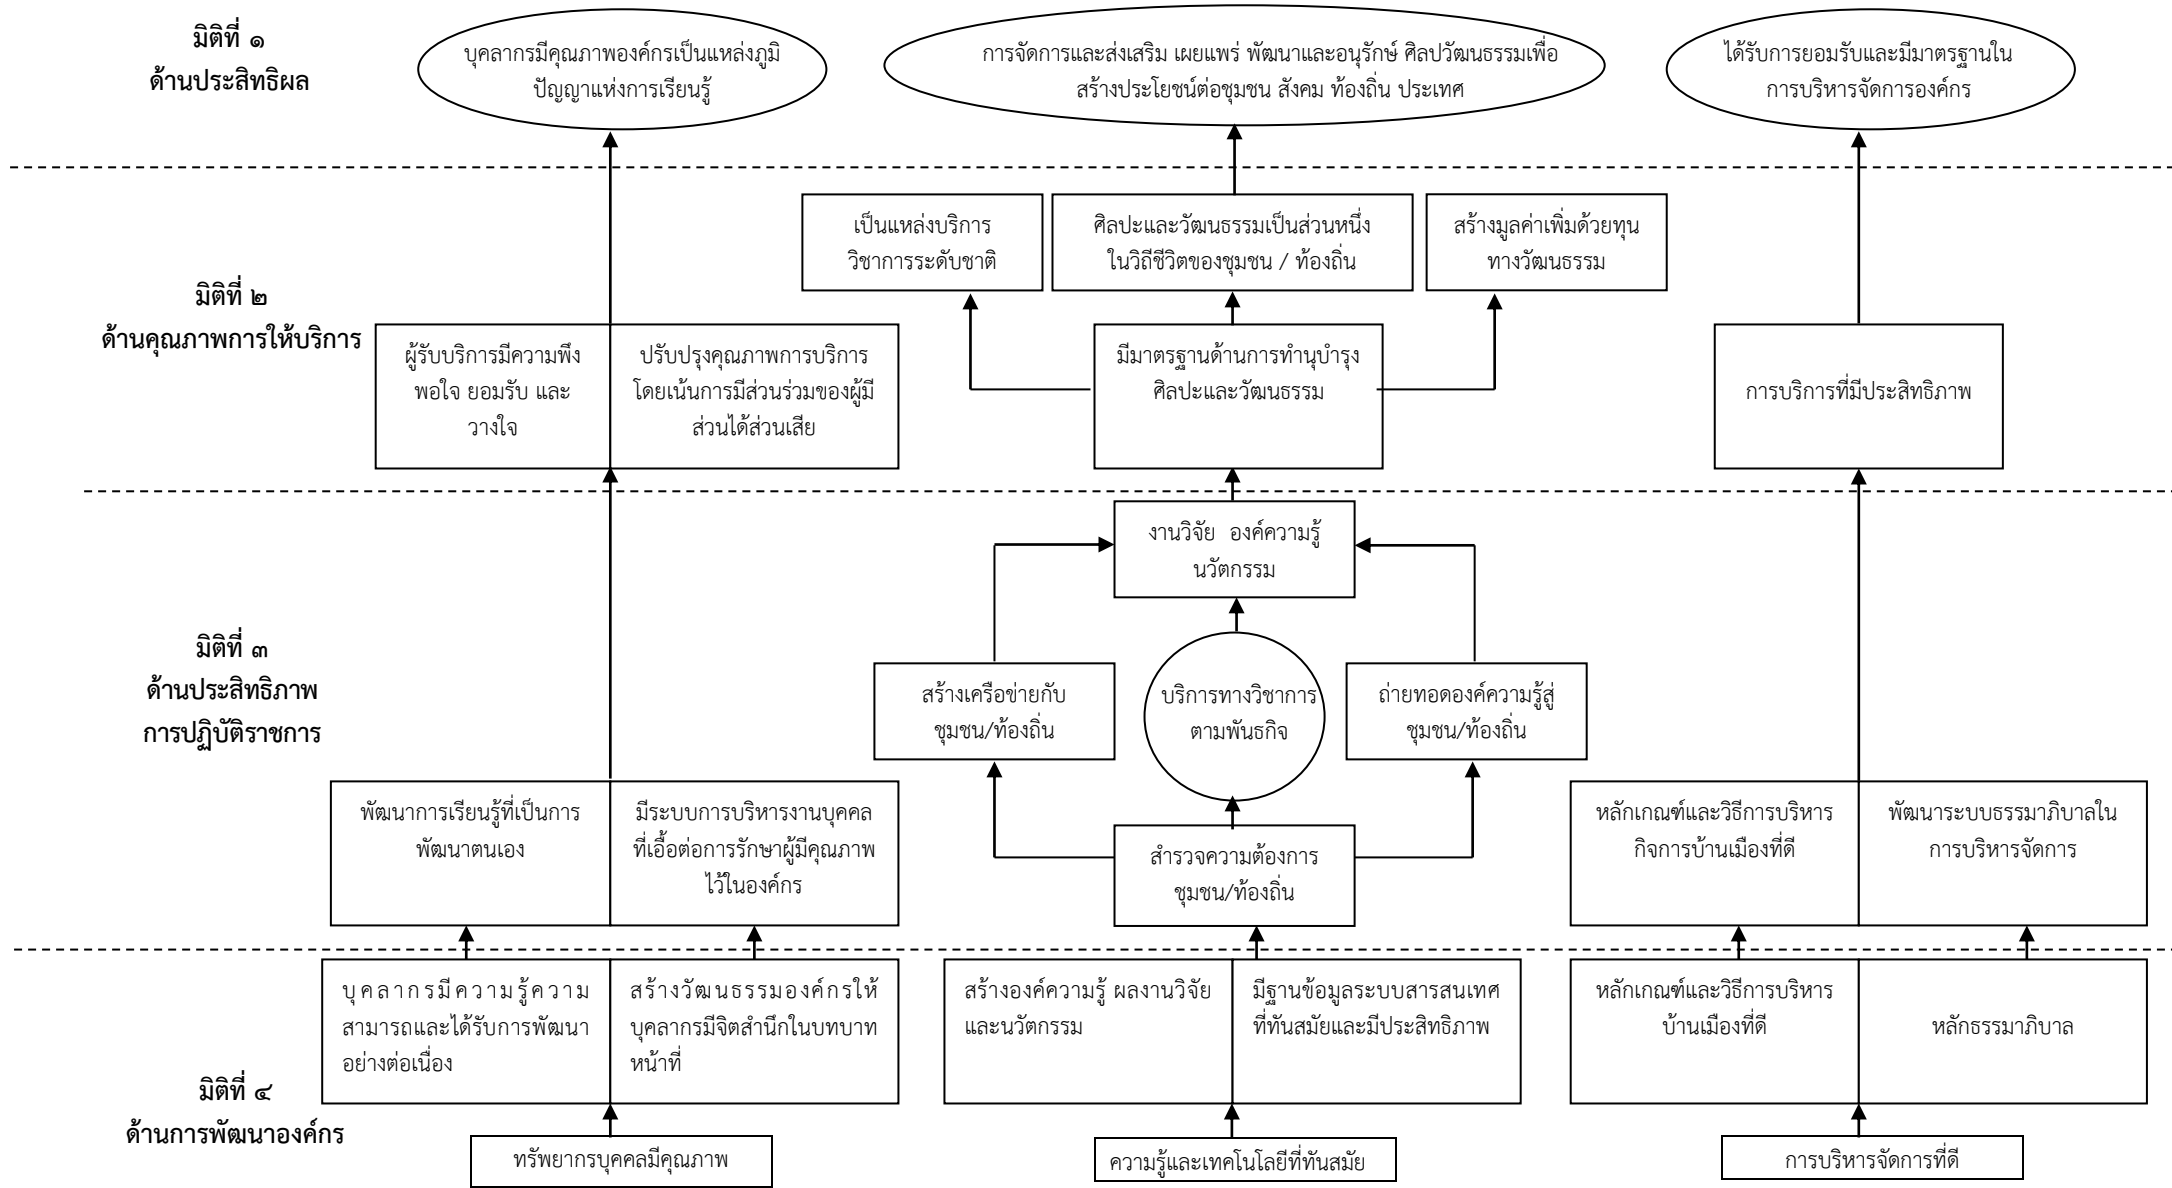 มิติที่ ๑
ด้านประสิทธิผล
บุคลากรมีคุณภาพองค์กรเป็นแหล่งภูมิ
ปัญญาแห่งการเรียนรู้
การจัดการและส่งเสริม เผยแพร่ พัฒนาและอนุรักษ์ ศิลปวัฒนธรรมเพื่อ
สร้างประโยชน์ต่อชุมชน สังคม ท้องถิ่น ประเทศ
ได้รับการยอมรับและมีมาตรฐานใน
การบริหารจัดการองค์กร
มิติที่ ๒
ด้านคุณภาพการให้บริการ
เป็นแหล่งบริการ
วิชาการระดับชาติ
ศิลปะและวัฒนธรรมเป็นส่วนหนึ่ง
ในวิถีชีวิตของชุมชน / ท้องถิ่น
สร้างมูลค่าเพิ่มด้วยทุน
ทางวัฒนธรรม
ผู้รับบริการมีความพึง
พอใจ ยอมรับ และ
วางใจ
ปรับปรุงคุณภาพการบริการ
โดยเน้นการมีส่วนร่วมของผู้มี
ส่วนได้ส่วนเสีย
มีมาตรฐานด้านการทำนุบำรุง
ศิลปะและวัฒนธรรม
การบริการที่มีประสิทธิภาพ
มิติที่ ๓
ด้านประสิทธิภาพ
การปฏิบัติราชการ
งานวิจัย องค์ความรู้
นวัตกรรม
สร้างเครือข่ายกับ
ชุมชน/ท้องถิ่น
บริการทางวิชาการ
ตามพันธกิจ
ถ่ายทอดองค์ความรู้สู่
ชุมชน/ท้องถิ่น
พัฒนาการเรียนรู้ที่เป็นการ
พัฒนาตนเอง
มีระบบการบริหารงานบุคคล
ที่เอื้อต่อการรักษาผู้มีคุณภาพ
ไว้ในองค์กร
สำรวจความต้องการ
ชุมชน/ท้องถิ่น
หลักเกณฑ์และวิธีการบริหาร
กิจการบ้านเมืองที่ดี
พัฒนาระบบธรรมาภิบาลใน
การบริหารจัดการ
มิติที่ ๔
ด้านการพัฒนาองค์กร
บุคลากรมีความรู้ความ
สามารถและได้รับการพัฒนา
อย่างต่อเนื่อง
สร้างวัฒนธรรมองค์กรให้
บุคลากรมีจิตสำนึกในบทบาท
หน้าที่
สร้างองค์ความรู้ ผลงานวิจัย
และนวัตกรรม
มีฐานข้อมูลระบบสารสนเทศ
ที่ทันสมัยและมีประสิทธิภาพ
หลักเกณฑ์และวิธีการบริหาร
บ้านเมืองที่ดี
หลักธรรมาภิบาล
ทรัพยากรบุคคลมีคุณภาพ
ความรู้และเทคโนโลยีที่ทันสมัย
การบริหารจัดการที่ดี